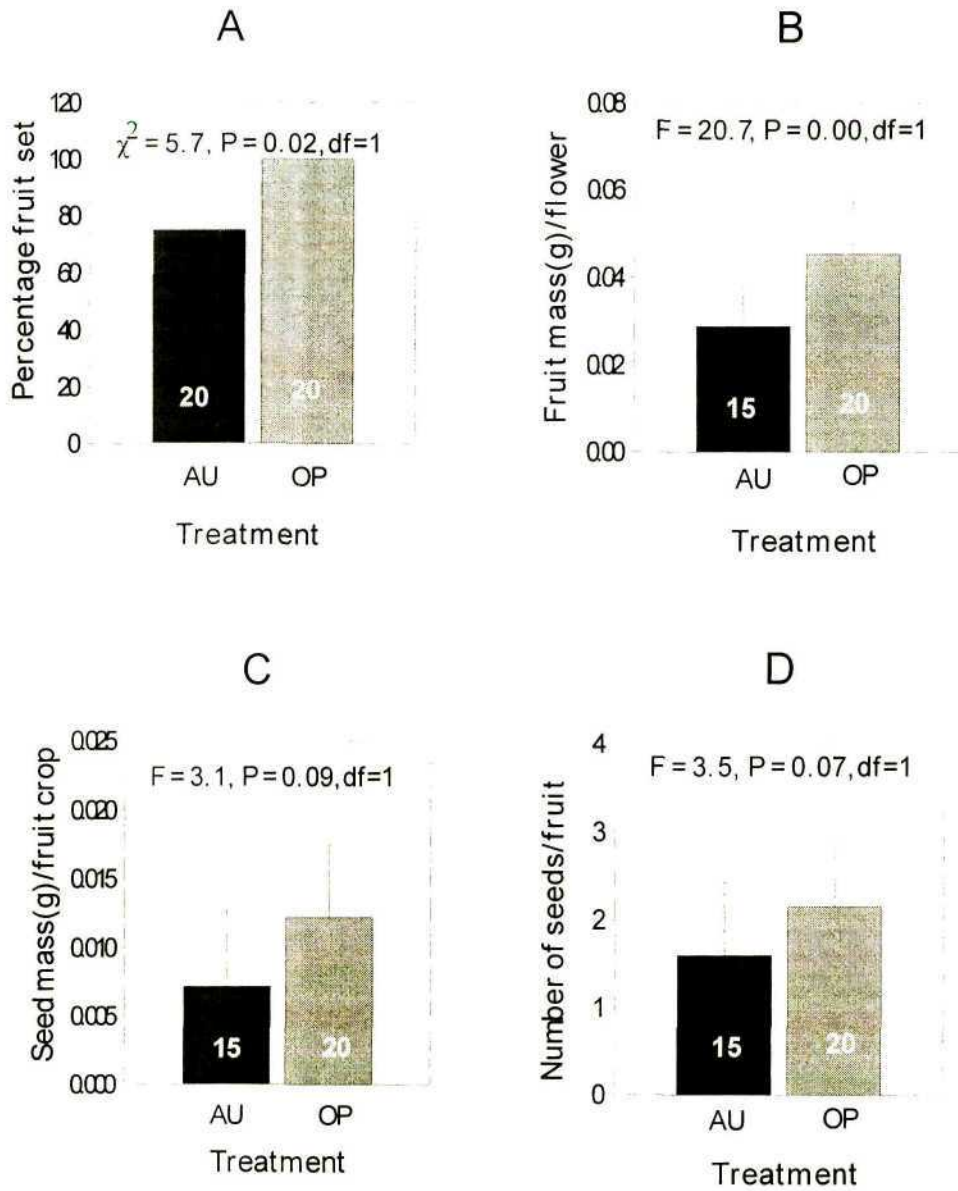 A
120
100
80
60
40
20
0
Percentage fruit set
χ² = 5.7, P = 0.02, df=1
20
20
AU OP
Treatment
B
0.08
0.06
0.04
0.02
0.00
Fruit mass(g)/flower
F = 20.7, P = 0.00, df=1
15
20
AU OP
Treatment
C
0.025
0.020
0.015
0.010
0.005
0.000
Seed mass(g)/fruit crop
F = 3.1, P = 0.09, df=1
15
20
AU OP
Treatment
D
4
3
2
1
0
Number of seeds/fruit
F = 3.5, P = 0.07, df=1
15
20
AU OP
Treatment